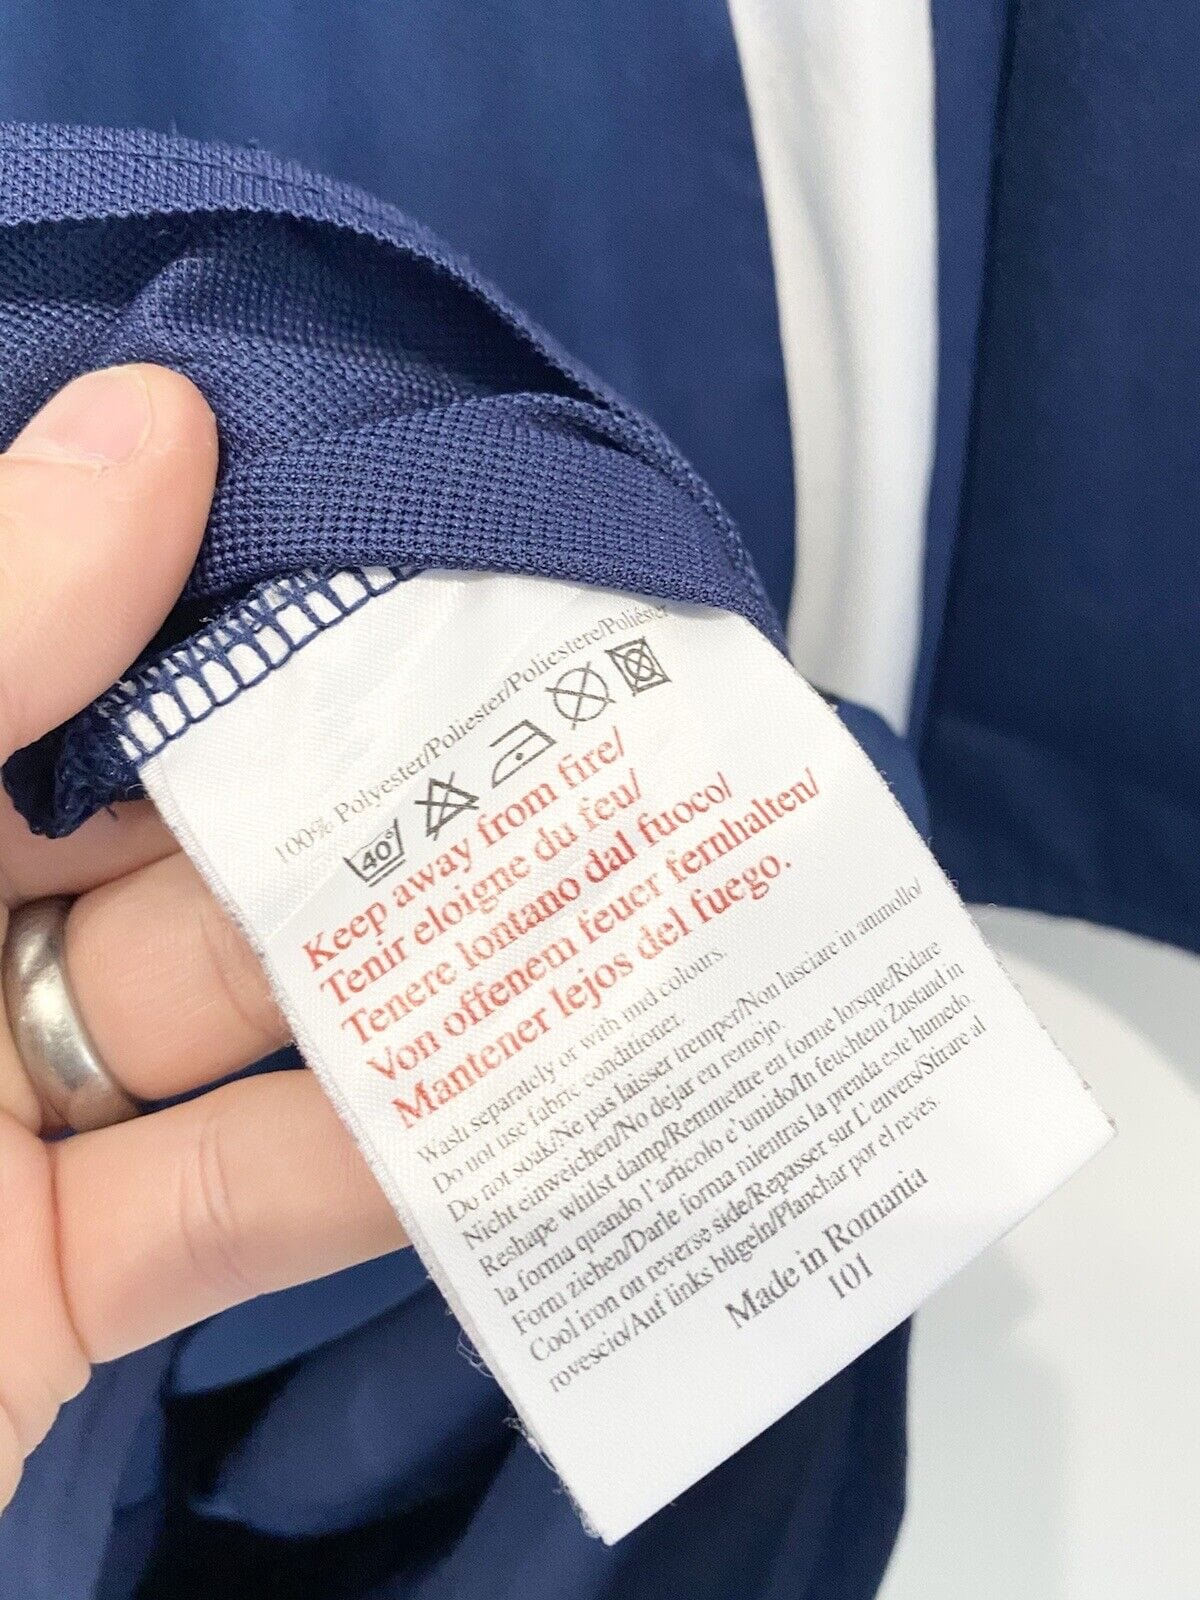 100% Polyester/Poliester/Poliestere/Poliéster
40°
Keep away from fire/
Tenir eloigne du feu/
Tenere lontano dal fuoco/
Von offenem feuer fernhalten/
Mantener lejos del fuego.
Wash separately or with mid colours.
Do not use fabric conditioner.
Do not soak/Ne pas laisser tremper/Non lasciare in ammollo/
Nicht einweichen/No dejar en remojo.
Reshape whilst damp/Remmettre en forme lorsque/Ridare
la forma quando l'articolo e'umido/In feuchtem Zustand in
Form ziehen/Darle forma mientras la prenda este humedo.
Cool iron on reverse side/Repasser sur L'envers/Stirare al
rovescio/Auf links bügeln/Planchar por el reves.
Made in Romania
101